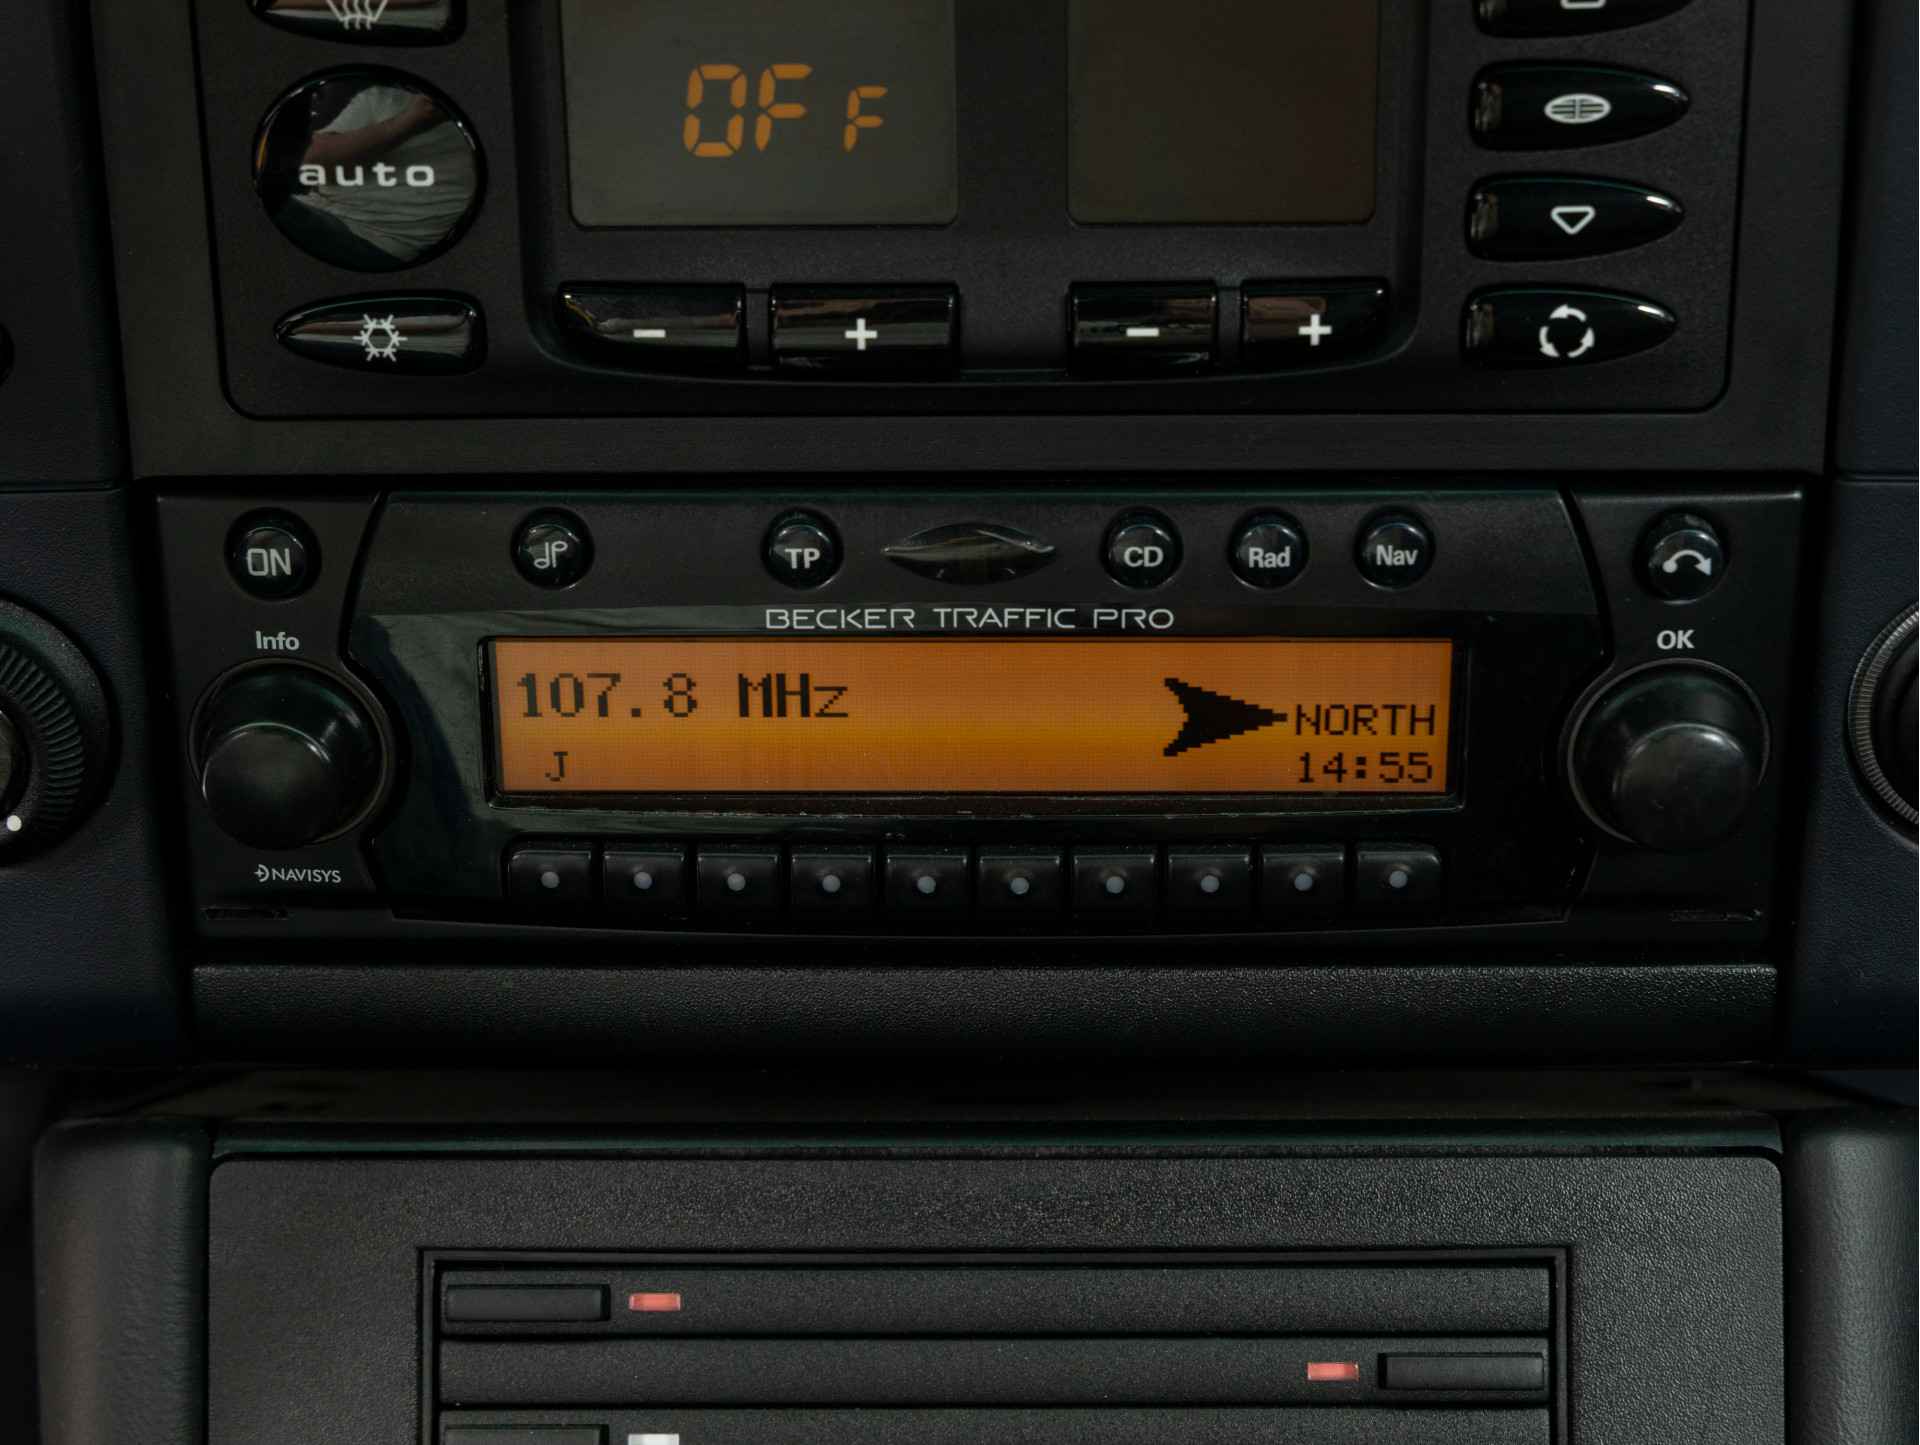 OFF F
auto
- + - +
ON TP CD Rad Nav
Info BECKER TRAFFIC PRO OK
107.8 MHz NORTH
J 14:55
NAVISYS